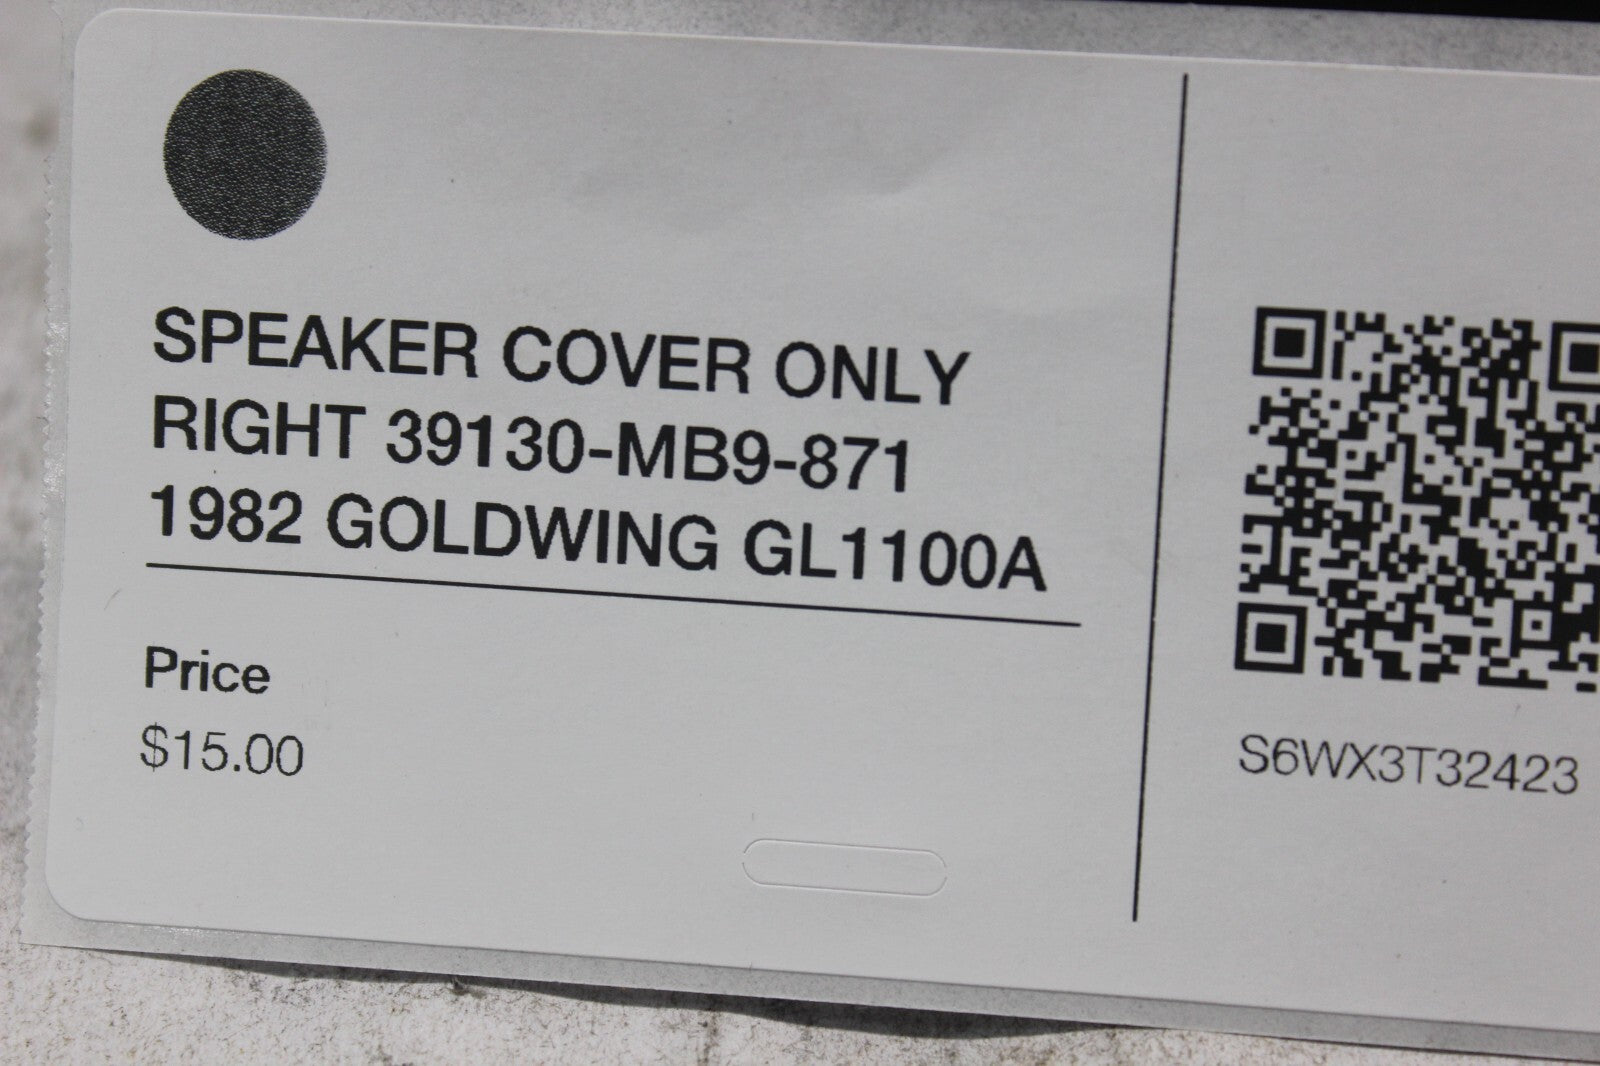 SPEAKER COVER ONLY
RIGHT 39130-MB9-871
1982 GOLDWING GL1100A
Price
$15.00
S6WX3T32423